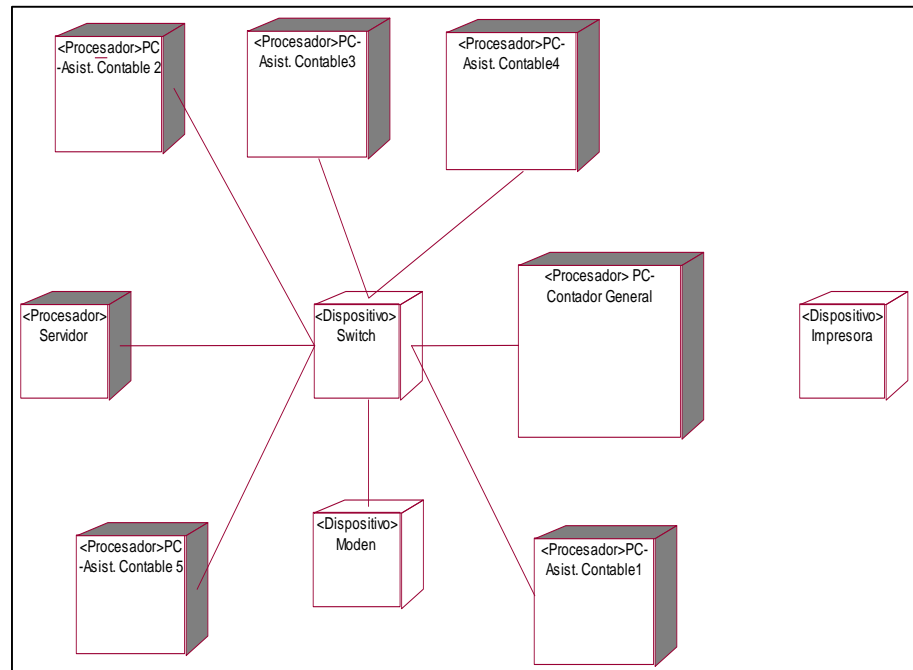 <Procesador>PC
-Asist. Contable 2
<Procesador>PC-
Asist. Contable3
<Procesador>PC-
Asist. Contable4
<Procesador>
Servidor
<Dispositivo>
Switch
<Procesador> PC-
Contador General
<Dispositivo>
Impresora
<Procesador>PC
-Asist. Contable 5
<Dispositivo>
Moden
<Procesador>PC-
Asist. Contable1